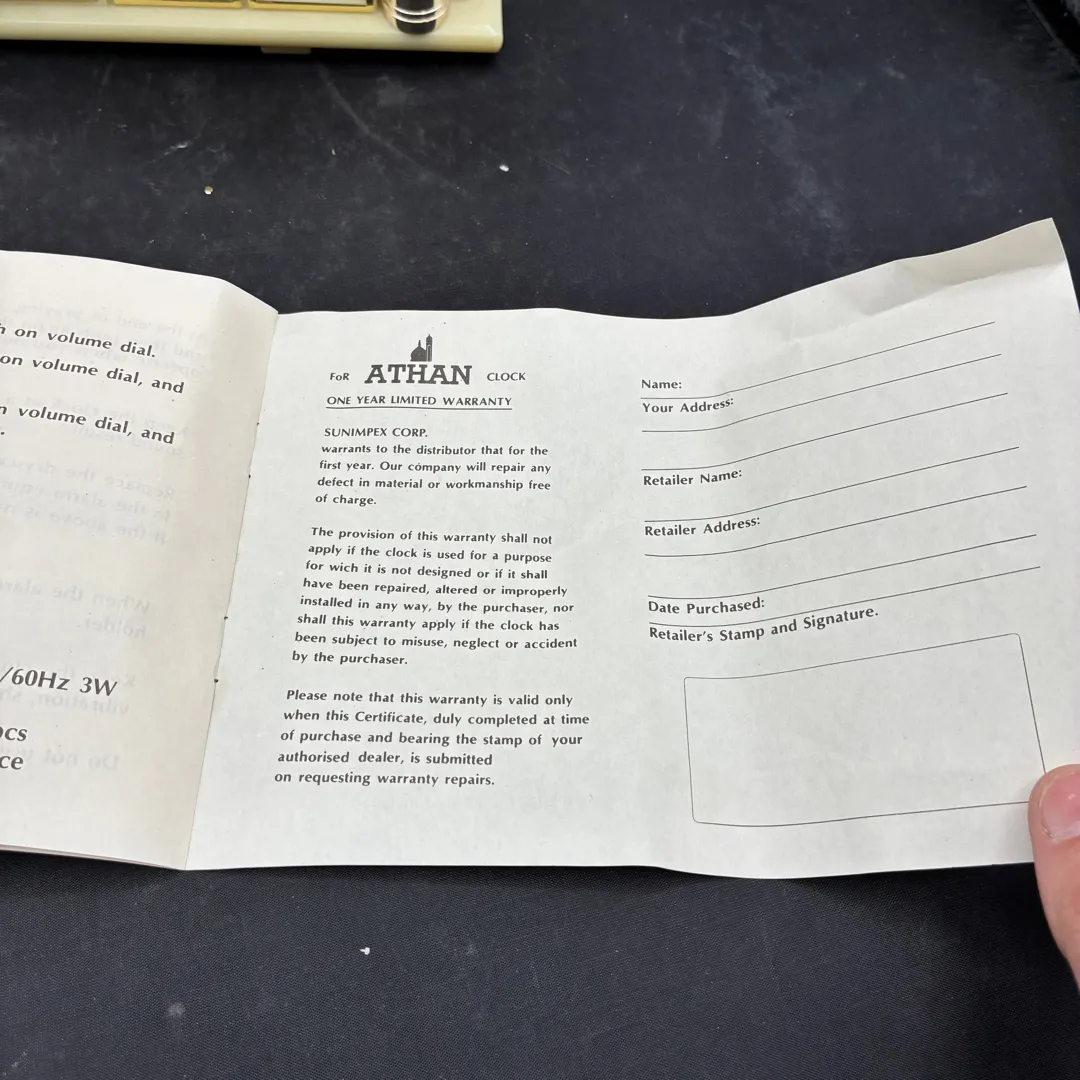 on volume dial.
on volume dial, and
volume dial, and
/60Hz 3W
ocs
ce
FOR ATHAN CLOCK
ONE YEAR LIMITED WARRANTY
SUNIMPEX CORP.
warrants to the distributor that for the
first year. Our company will repair any
defect in material or workmanship free
of charge.
The provision of this warranty shall not
apply if the clock is used for a purpose
for wich it is not designed or if it shall
have been repaired, altered or improperly
installed in any way, by the purchaser, nor
shall this warranty apply if the clock has
been subject to misuse, neglect or accident
by the purchaser.
Please note that this warranty is valid only
when this Certificate, duly completed at time
of purchase and bearing the stamp of your
authorised dealer, is submitted
on requesting warranty repairs.
Name:
Your Address:
Retailer Name:
Retailer Address:
Date Purchased:
Retailer's Stamp and Signature.